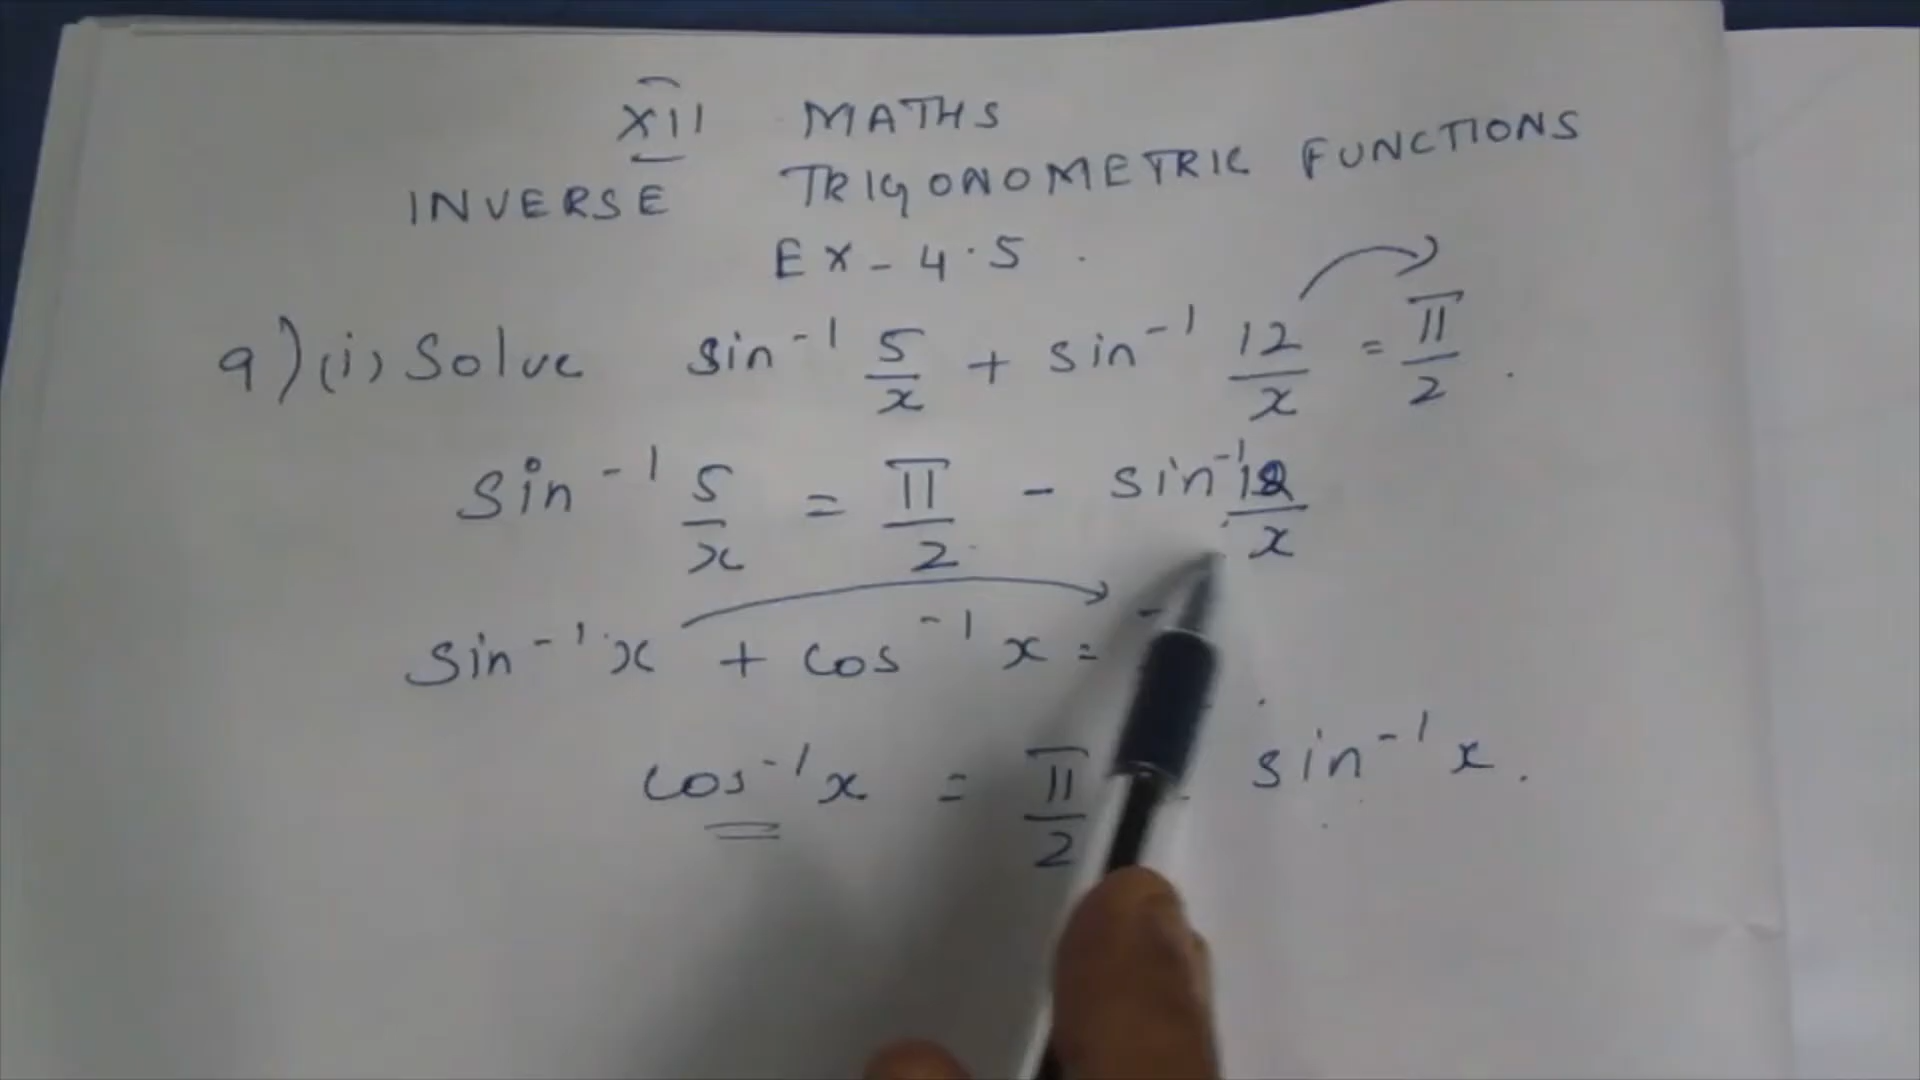 XII MATHS
INVERSE TRIGONOMETRIC FUNCTIONS
EX - 4.5
9) (i) Solve sin⁻¹ 5/x + sin⁻¹ 12/x = π/2.
sin⁻¹ 5/x = π/2 - sin⁻¹ 12/x
sin⁻¹ x + cos⁻¹ x =
cos⁻¹ x = π/2 - sin⁻¹ x.